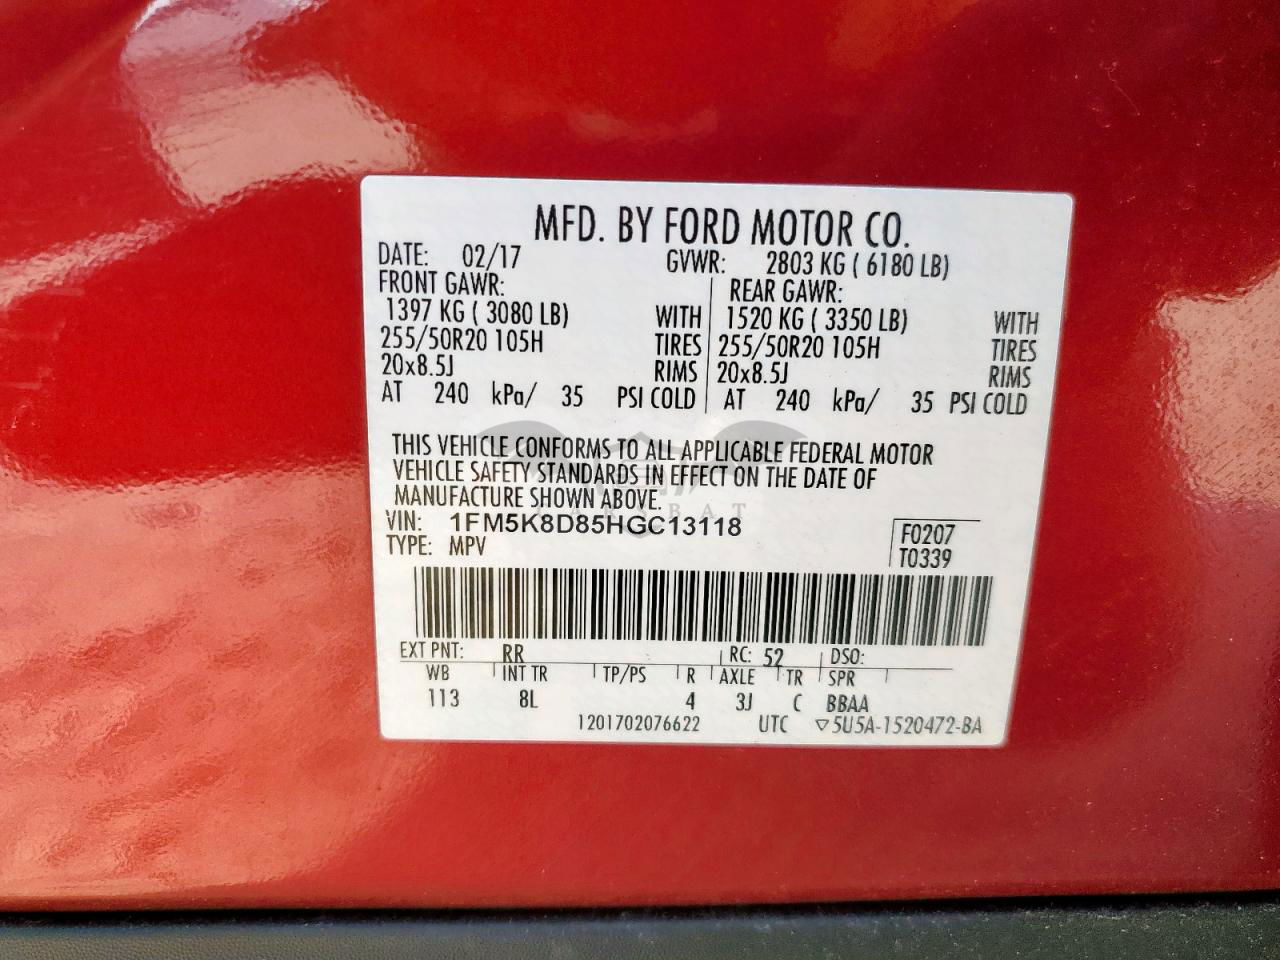 MFD. BY FORD MOTOR CO.
DATE: 02/17 GVWR: 2803 KG ( 6180 LB)
FRONT GAWR: REAR GAWR:
1397 KG ( 3080 LB) WITH 1520 KG ( 3350 LB) WITH
255/50R20 105H TIRES 255/50R20 105H TIRES
20x8.5J RIMS 20x8.5J RIMS
AT 240 kPa/ 35 PSI COLD AT 240 kPa/ 35 PSI COLD
THIS VEHICLE CONFORMS TO ALL APPLICABLE FEDERAL MOTOR
VEHICLE SAFETY STANDARDS IN EFFECT ON THE DATE OF
MANUFACTURE SHOWN ABOVE.
CARSBAT
VIN: 1FM5K8D85HGC13118 F0207
TYPE: MPV T0339
EXT PNT: RR RC: 52 DSO:
WB INT TR TP/PS R AXLE TR SPR
113 8L 4 3J C BBAA
1201702076622 UTC ▽5U5A-1520472-BA